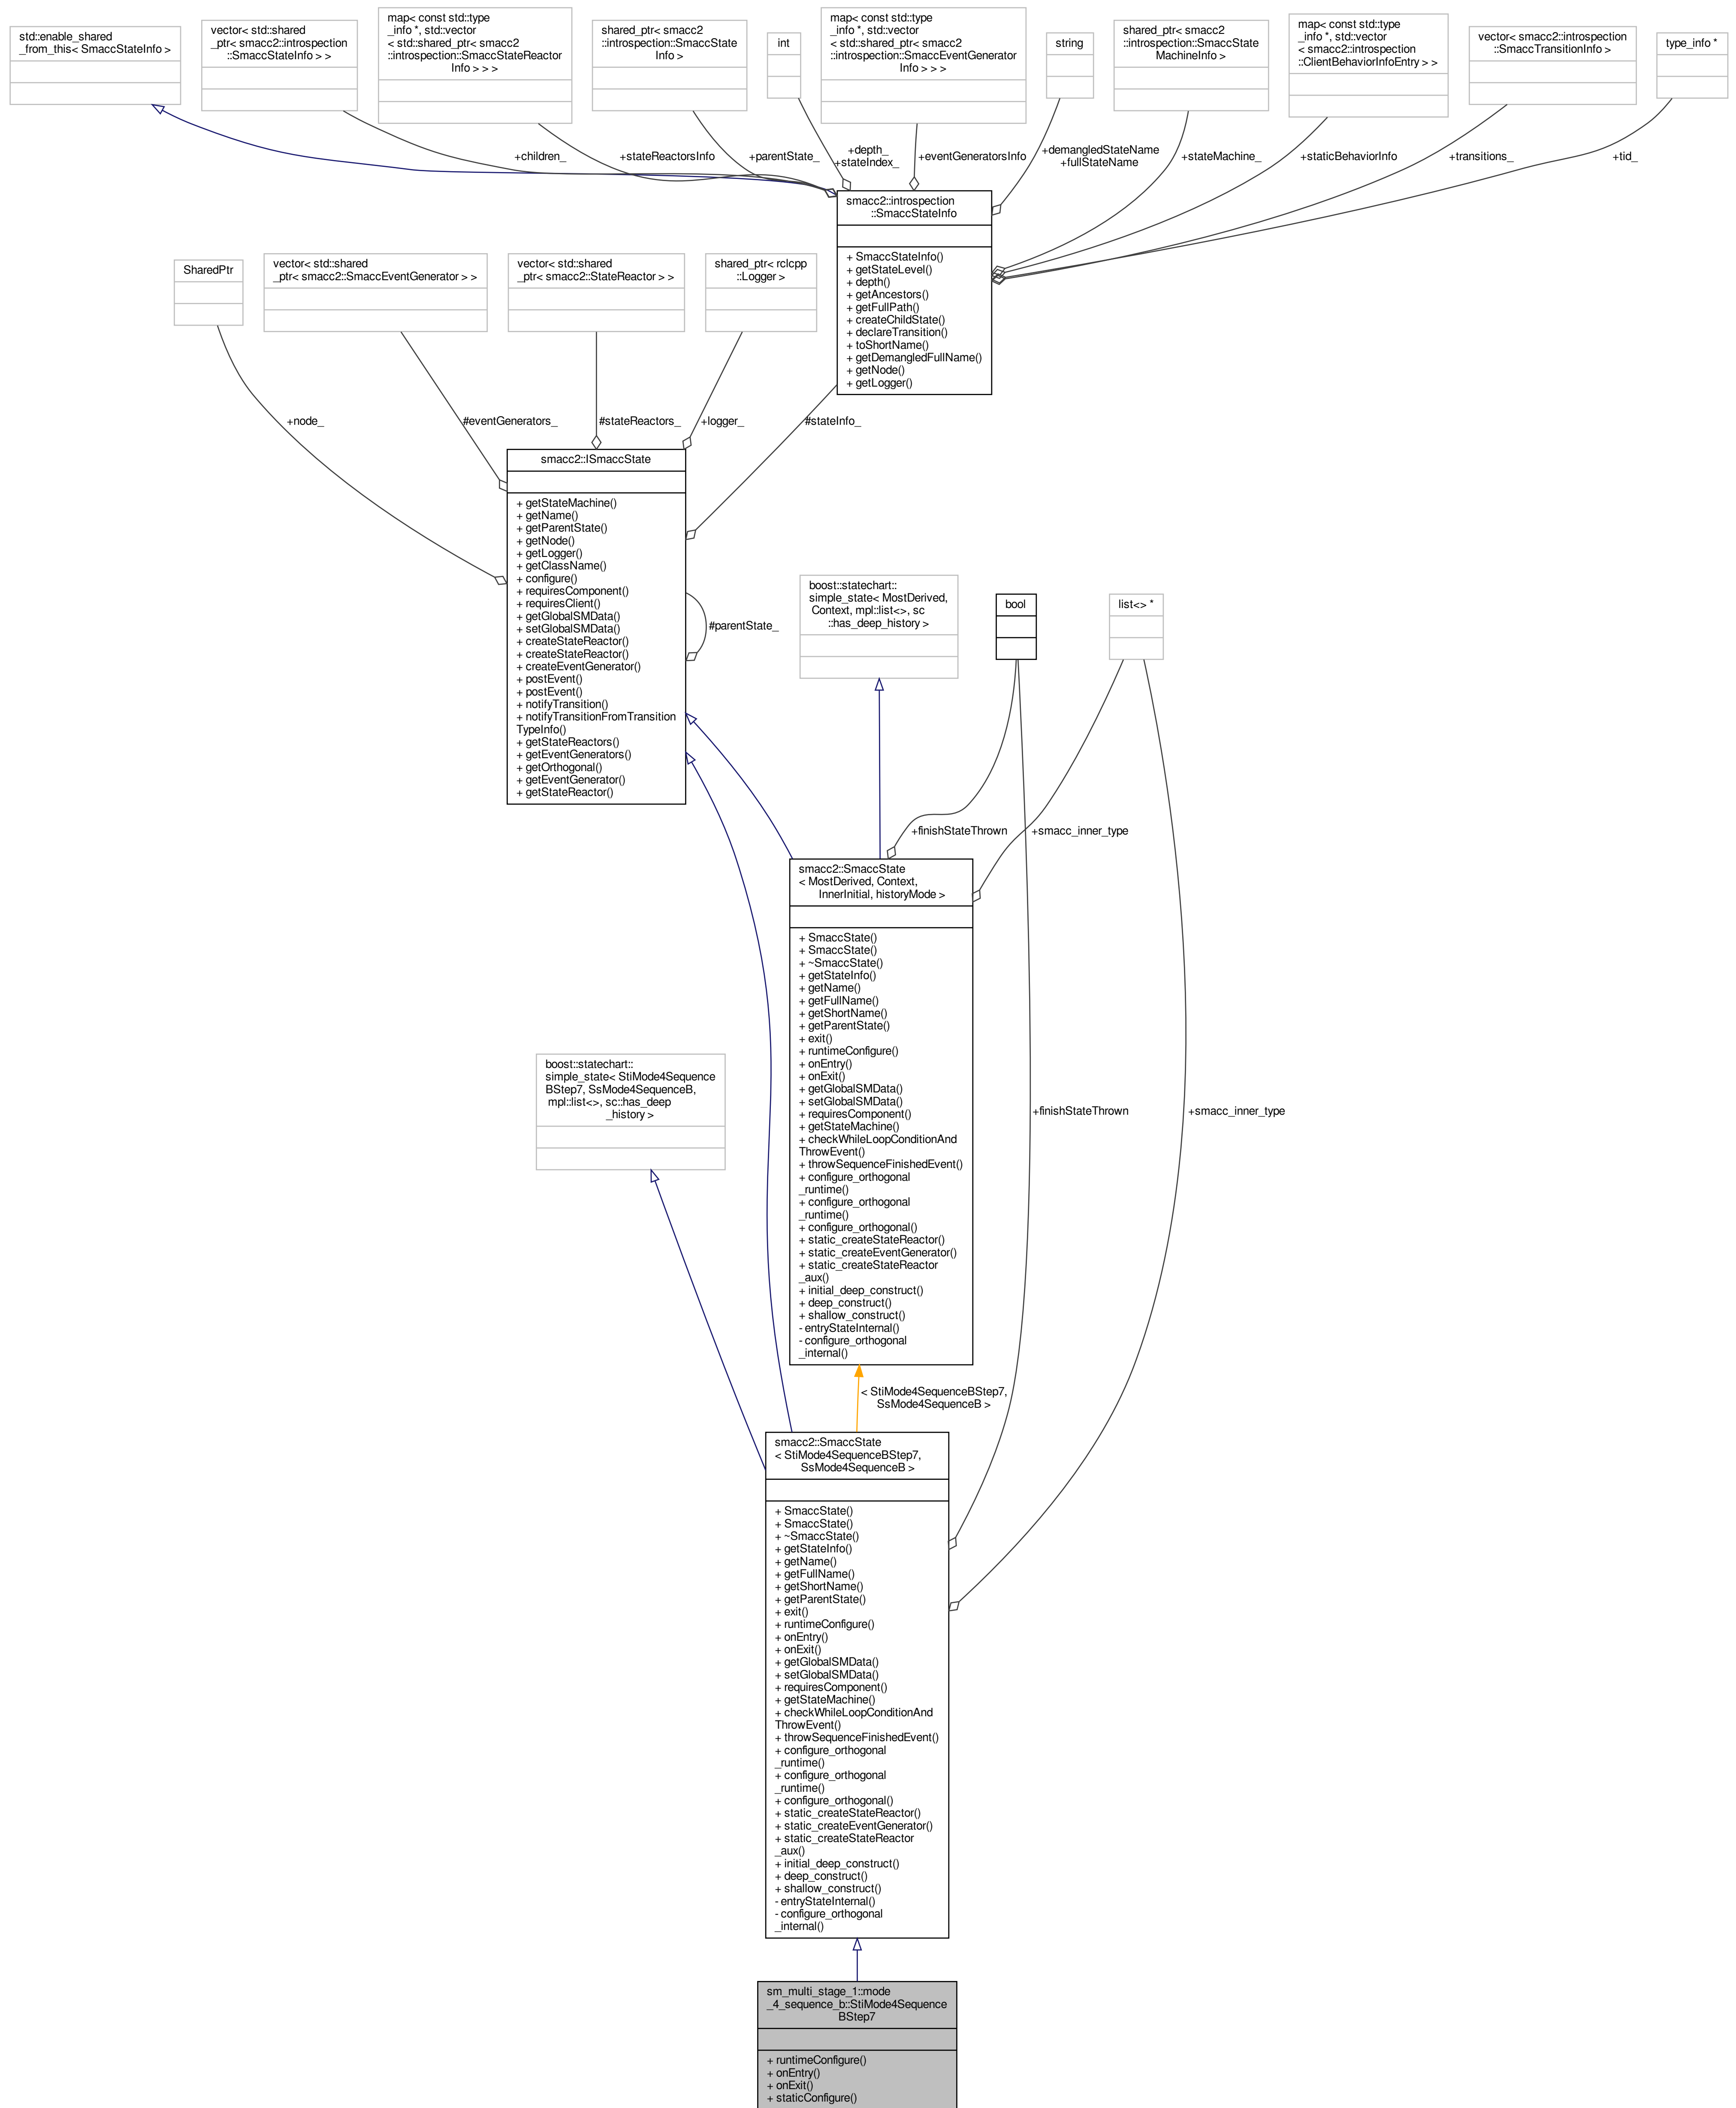 std::enable_shared
_from_this< SmaccStateInfo >
vector< std::shared
_ptr< smacc2::introspection
::SmaccStateInfo > >
map< const std::type
_info *, std::vector
< std::shared_ptr< smacc2
::introspection::SmaccStateReactor
Info > > >
shared_ptr< smacc2
::introspection::SmaccState
Info >
int
map< const std::type
_info *, std::vector
< std::shared_ptr< smacc2
::introspection::SmaccEventGenerator
Info > > >
string
shared_ptr< smacc2
::introspection::SmaccState
MachineInfo >
map< const std::type
_info *, std::vector
< smacc2::introspection
::ClientBehaviorInfoEntry > >
vector< smacc2::introspection
::SmaccTransitionInfo >
type_info *
+children_
+stateReactorsInfo
+parentState_
+depth_
+stateIndex_
+eventGeneratorsInfo
+demangledStateName
+fullStateName
+stateMachine_
+staticBehaviorInfo
+transitions_
+tid_
smacc2::introspection
::SmaccStateInfo
+ SmaccStateInfo()
+ getStateLevel()
+ depth()
+ getAncestors()
+ getFullPath()
+ createChildState()
+ declareTransition()
+ toShortName()
+ getDemangledFullName()
+ getNode()
+ getLogger()
SharedPtr
vector< std::shared
_ptr< smacc2::SmaccEventGenerator > >
vector< std::shared
_ptr< smacc2::StateReactor > >
shared_ptr< rclcpp
::Logger >
+node_
#eventGenerators_
#stateReactors_
+logger_
#stateInfo_
smacc2::ISmaccState
+ getStateMachine()
+ getName()
+ getParentState()
+ getNode()
+ getLogger()
+ getClassName()
+ configure()
+ requiresComponent()
+ requiresClient()
+ getGlobalSMData()
+ setGlobalSMData()
+ createStateReactor()
+ createStateReactor()
+ createEventGenerator()
+ postEvent()
+ postEvent()
+ notifyTransition()
+ notifyTransitionFromTransition
TypeInfo()
+ getStateReactors()
+ getEventGenerators()
+ getOrthogonal()
+ getEventGenerator()
+ getStateReactor()
#parentState_
boost::statechart::
simple_state< MostDerived,
Context, mpl::list<>, sc
::has_deep_history >
bool
list<> *
+finishStateThrown
+smacc_inner_type
smacc2::SmaccState
< MostDerived, Context,
InnerInitial, historyMode >
+ SmaccState()
+ SmaccState()
+ ~SmaccState()
+ getStateInfo()
+ getName()
+ getFullName()
+ getShortName()
+ getParentState()
+ exit()
+ runtimeConfigure()
+ onEntry()
+ onExit()
+ getGlobalSMData()
+ setGlobalSMData()
+ requiresComponent()
+ getStateMachine()
+ checkWhileLoopConditionAnd
ThrowEvent()
+ throwSequenceFinishedEvent()
+ configure_orthogonal
_runtime()
+ configure_orthogonal
_runtime()
+ configure_orthogonal()
+ static_createStateReactor()
+ static_createEventGenerator()
+ static_createStateReactor
_aux()
+ initial_deep_construct()
+ deep_construct()
+ shallow_construct()
- entryStateInternal()
- configure_orthogonal
_internal()
boost::statechart::
simple_state< StiMode4Sequence
BStep7, SsMode4SequenceB,
mpl::list<>, sc::has_deep
_history >
+finishStateThrown
+smacc_inner_type
< StiMode4SequenceBStep7,
SsMode4SequenceB >
smacc2::SmaccState
< StiMode4SequenceBStep7,
SsMode4SequenceB >
+ SmaccState()
+ SmaccState()
+ ~SmaccState()
+ getStateInfo()
+ getName()
+ getFullName()
+ getShortName()
+ getParentState()
+ exit()
+ runtimeConfigure()
+ onEntry()
+ onExit()
+ getGlobalSMData()
+ setGlobalSMData()
+ requiresComponent()
+ getStateMachine()
+ checkWhileLoopConditionAnd
ThrowEvent()
+ throwSequenceFinishedEvent()
+ configure_orthogonal
_runtime()
+ configure_orthogonal
_runtime()
+ configure_orthogonal()
+ static_createStateReactor()
+ static_createEventGenerator()
+ static_createStateReactor
_aux()
+ initial_deep_construct()
+ deep_construct()
+ shallow_construct()
- entryStateInternal()
- configure_orthogonal
_internal()
sm_multi_stage_1::mode
_4_sequence_b::StiMode4Sequence
BStep7
+ runtimeConfigure()
+ onEntry()
+ onExit()
+ staticConfigure()